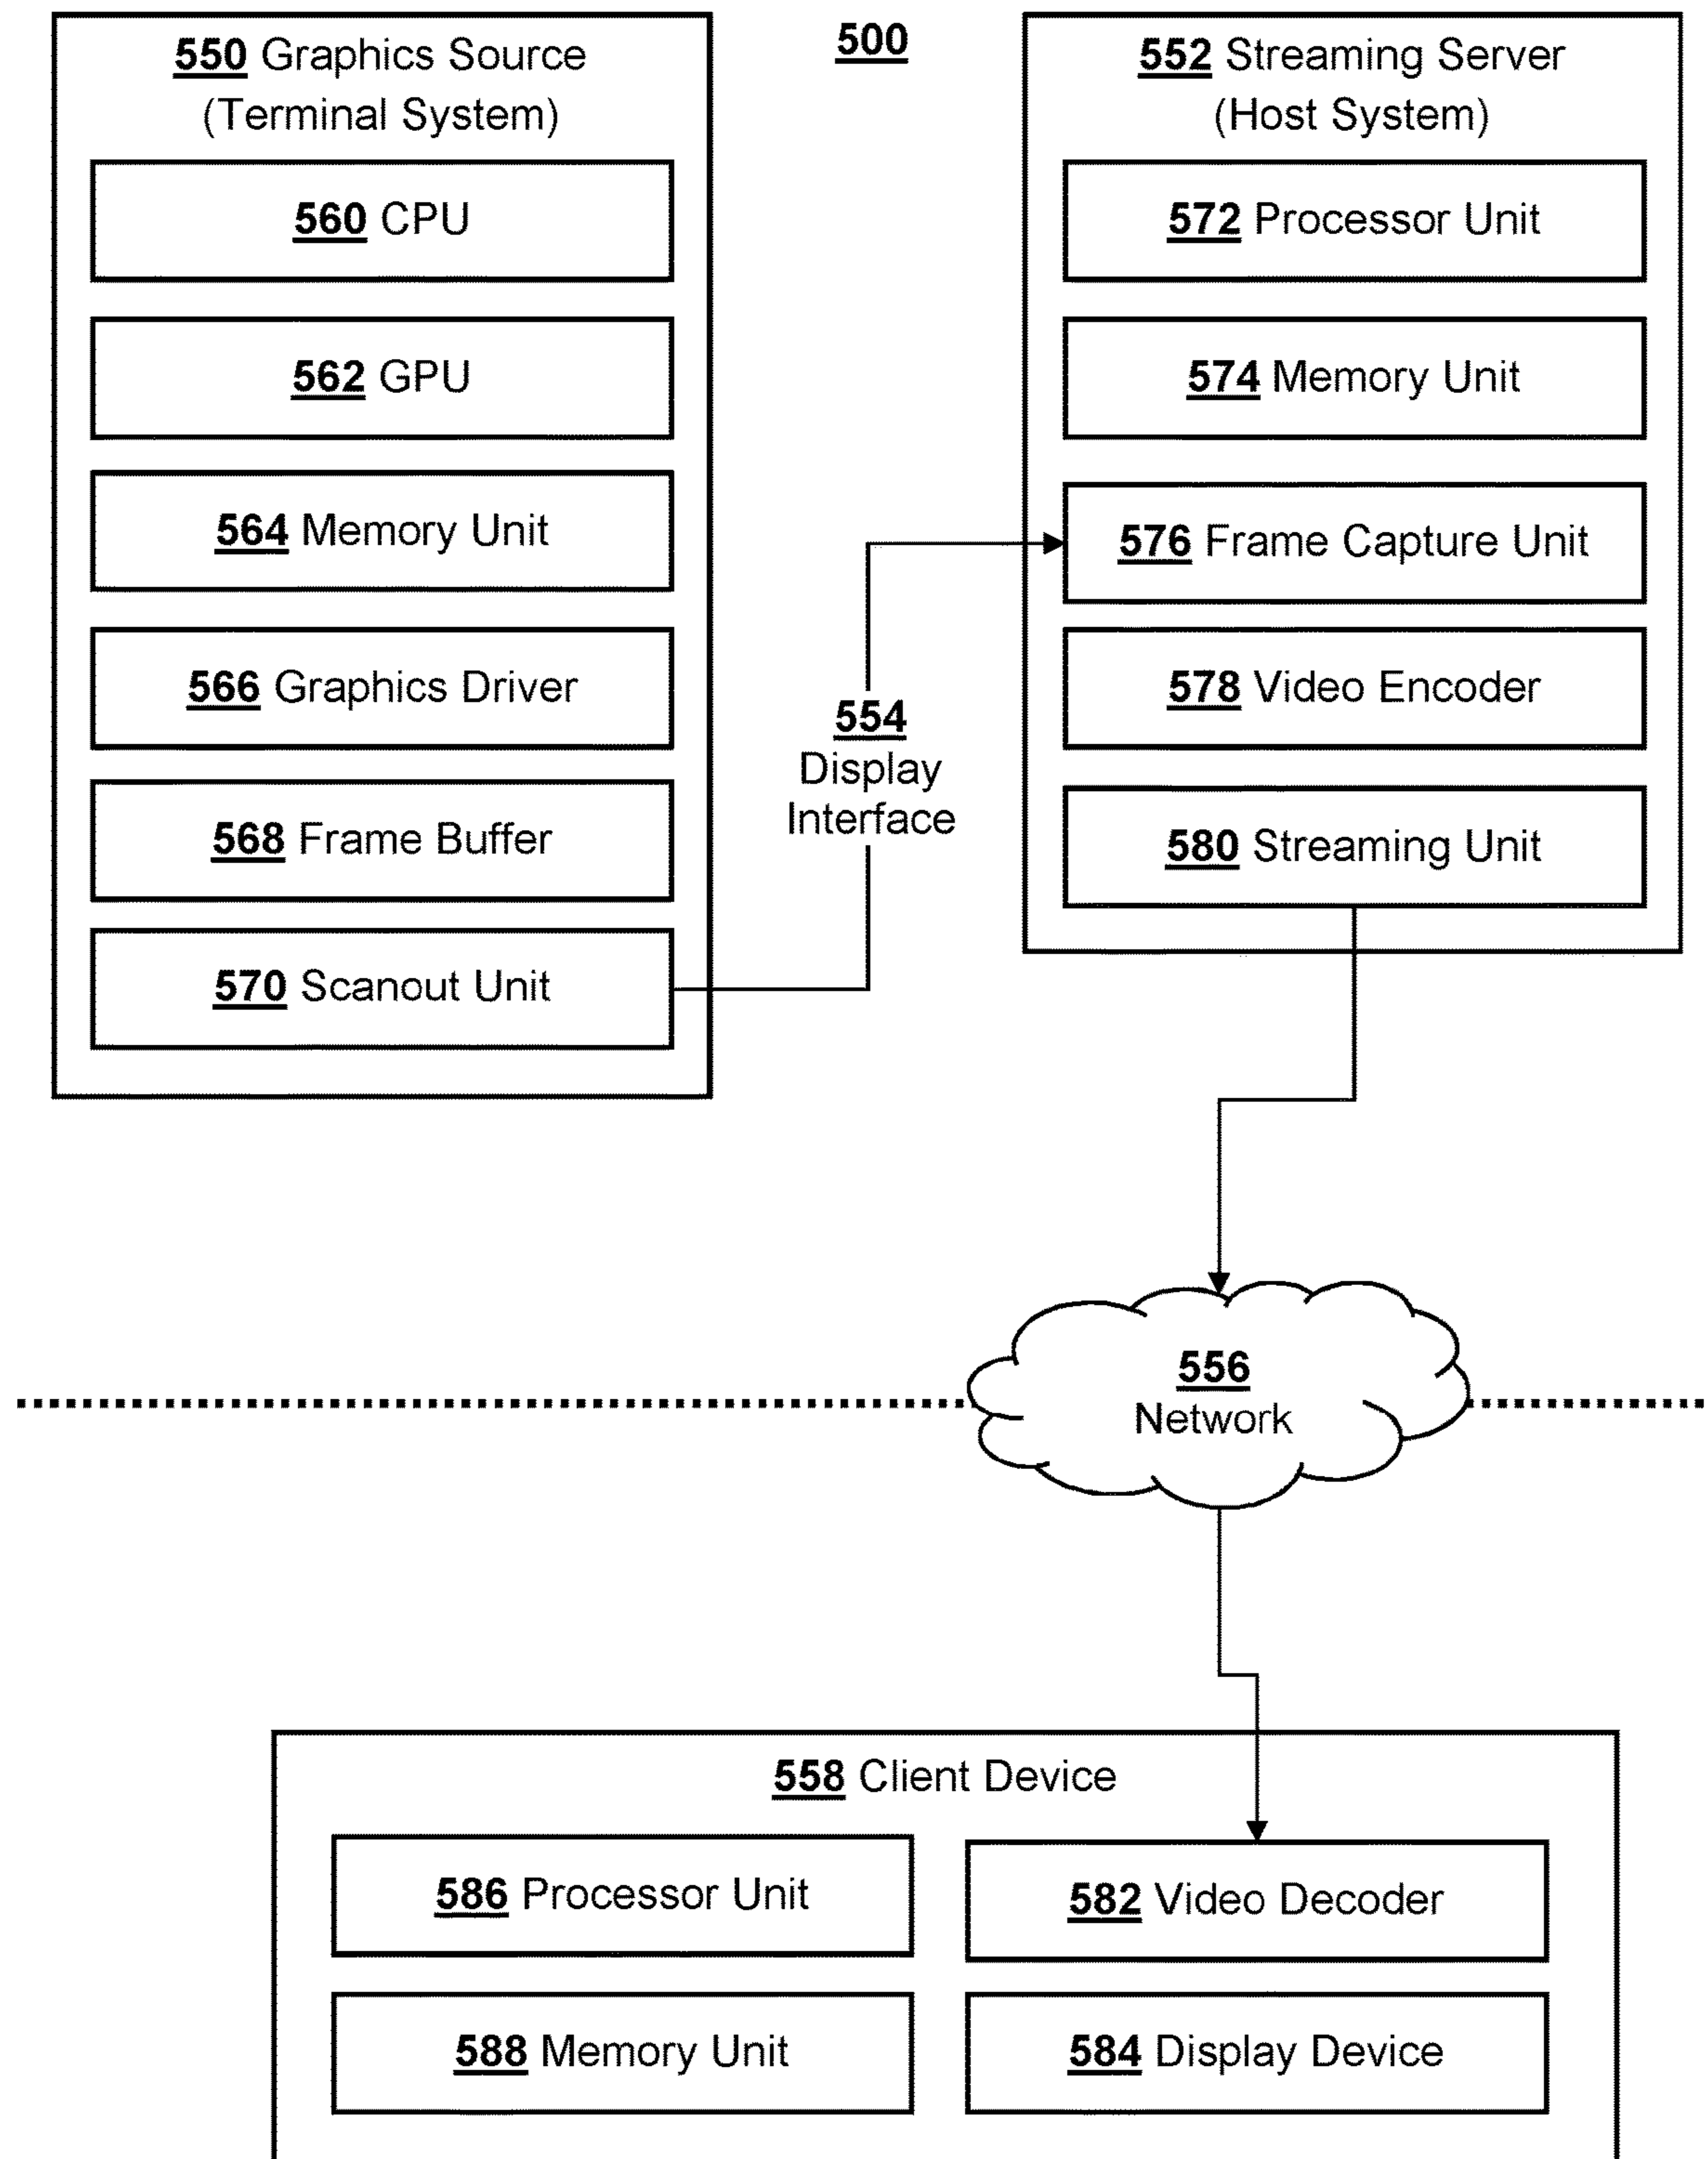 550 Graphics Source
(Terminal System)
560 CPU
562 GPU
564 Memory Unit
566 Graphics Driver
568 Frame Buffer
570 Scanout Unit
500
554
Display
Interface
552 Streaming Server
(Host System)
572 Processor Unit
574 Memory Unit
576 Frame Capture Unit
578 Video Encoder
580 Streaming Unit
556
Network
558 Client Device
586 Processor Unit
582 Video Decoder
588 Memory Unit
584 Display Device